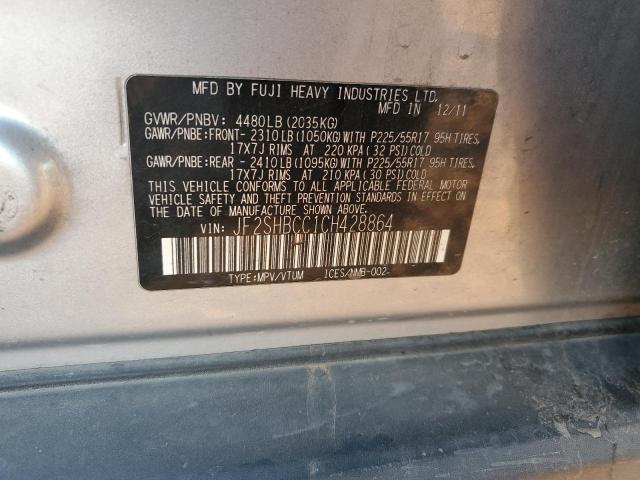 MFD BY FUJI HEAVY INDUSTRIES LTD.
MFD IN 12/11
GVWR/PNBV: 4480LB (2035KG)
GAWR/PNBE:FRONT- 2310LB(1050KG)WITH P225/55R17 95H TIRES,
17X7J RIMS AT 220 KPA (32 PSI)COLD
GAWR/PNBE:REAR - 2410LB(1095KG)WITH P225/55R17 95H TIRES,
17X7J RIMS AT 210 KPA (30 PSI)COLD
THIS VEHICLE CONFORMS TO ALL APPLICABLE FEDERAL MOTOR
VEHICLE SAFETY AND THEFT PREVENTION STANDARDS IN EFFECT ON
THE DATE OF MANUFACTURE SHOWN ABOVE.
VIN: JF2SHBCC1CH428864
TYPE:MPV/VTUM ICES/NMB-002